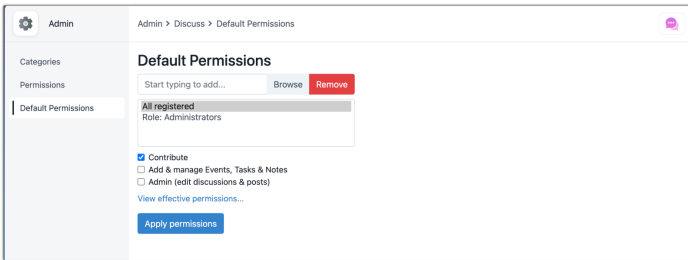 Admin
Admin > Discuss > Default Permissions
Categories
Permissions
Default Permissions
Default Permissions
Start typing to add... Browse Remove
All registered
Role: Administrators
Contribute
Add & manage Events, Tasks & Notes
Admin (edit discussions & posts)
View effective permissions...
Apply permissions